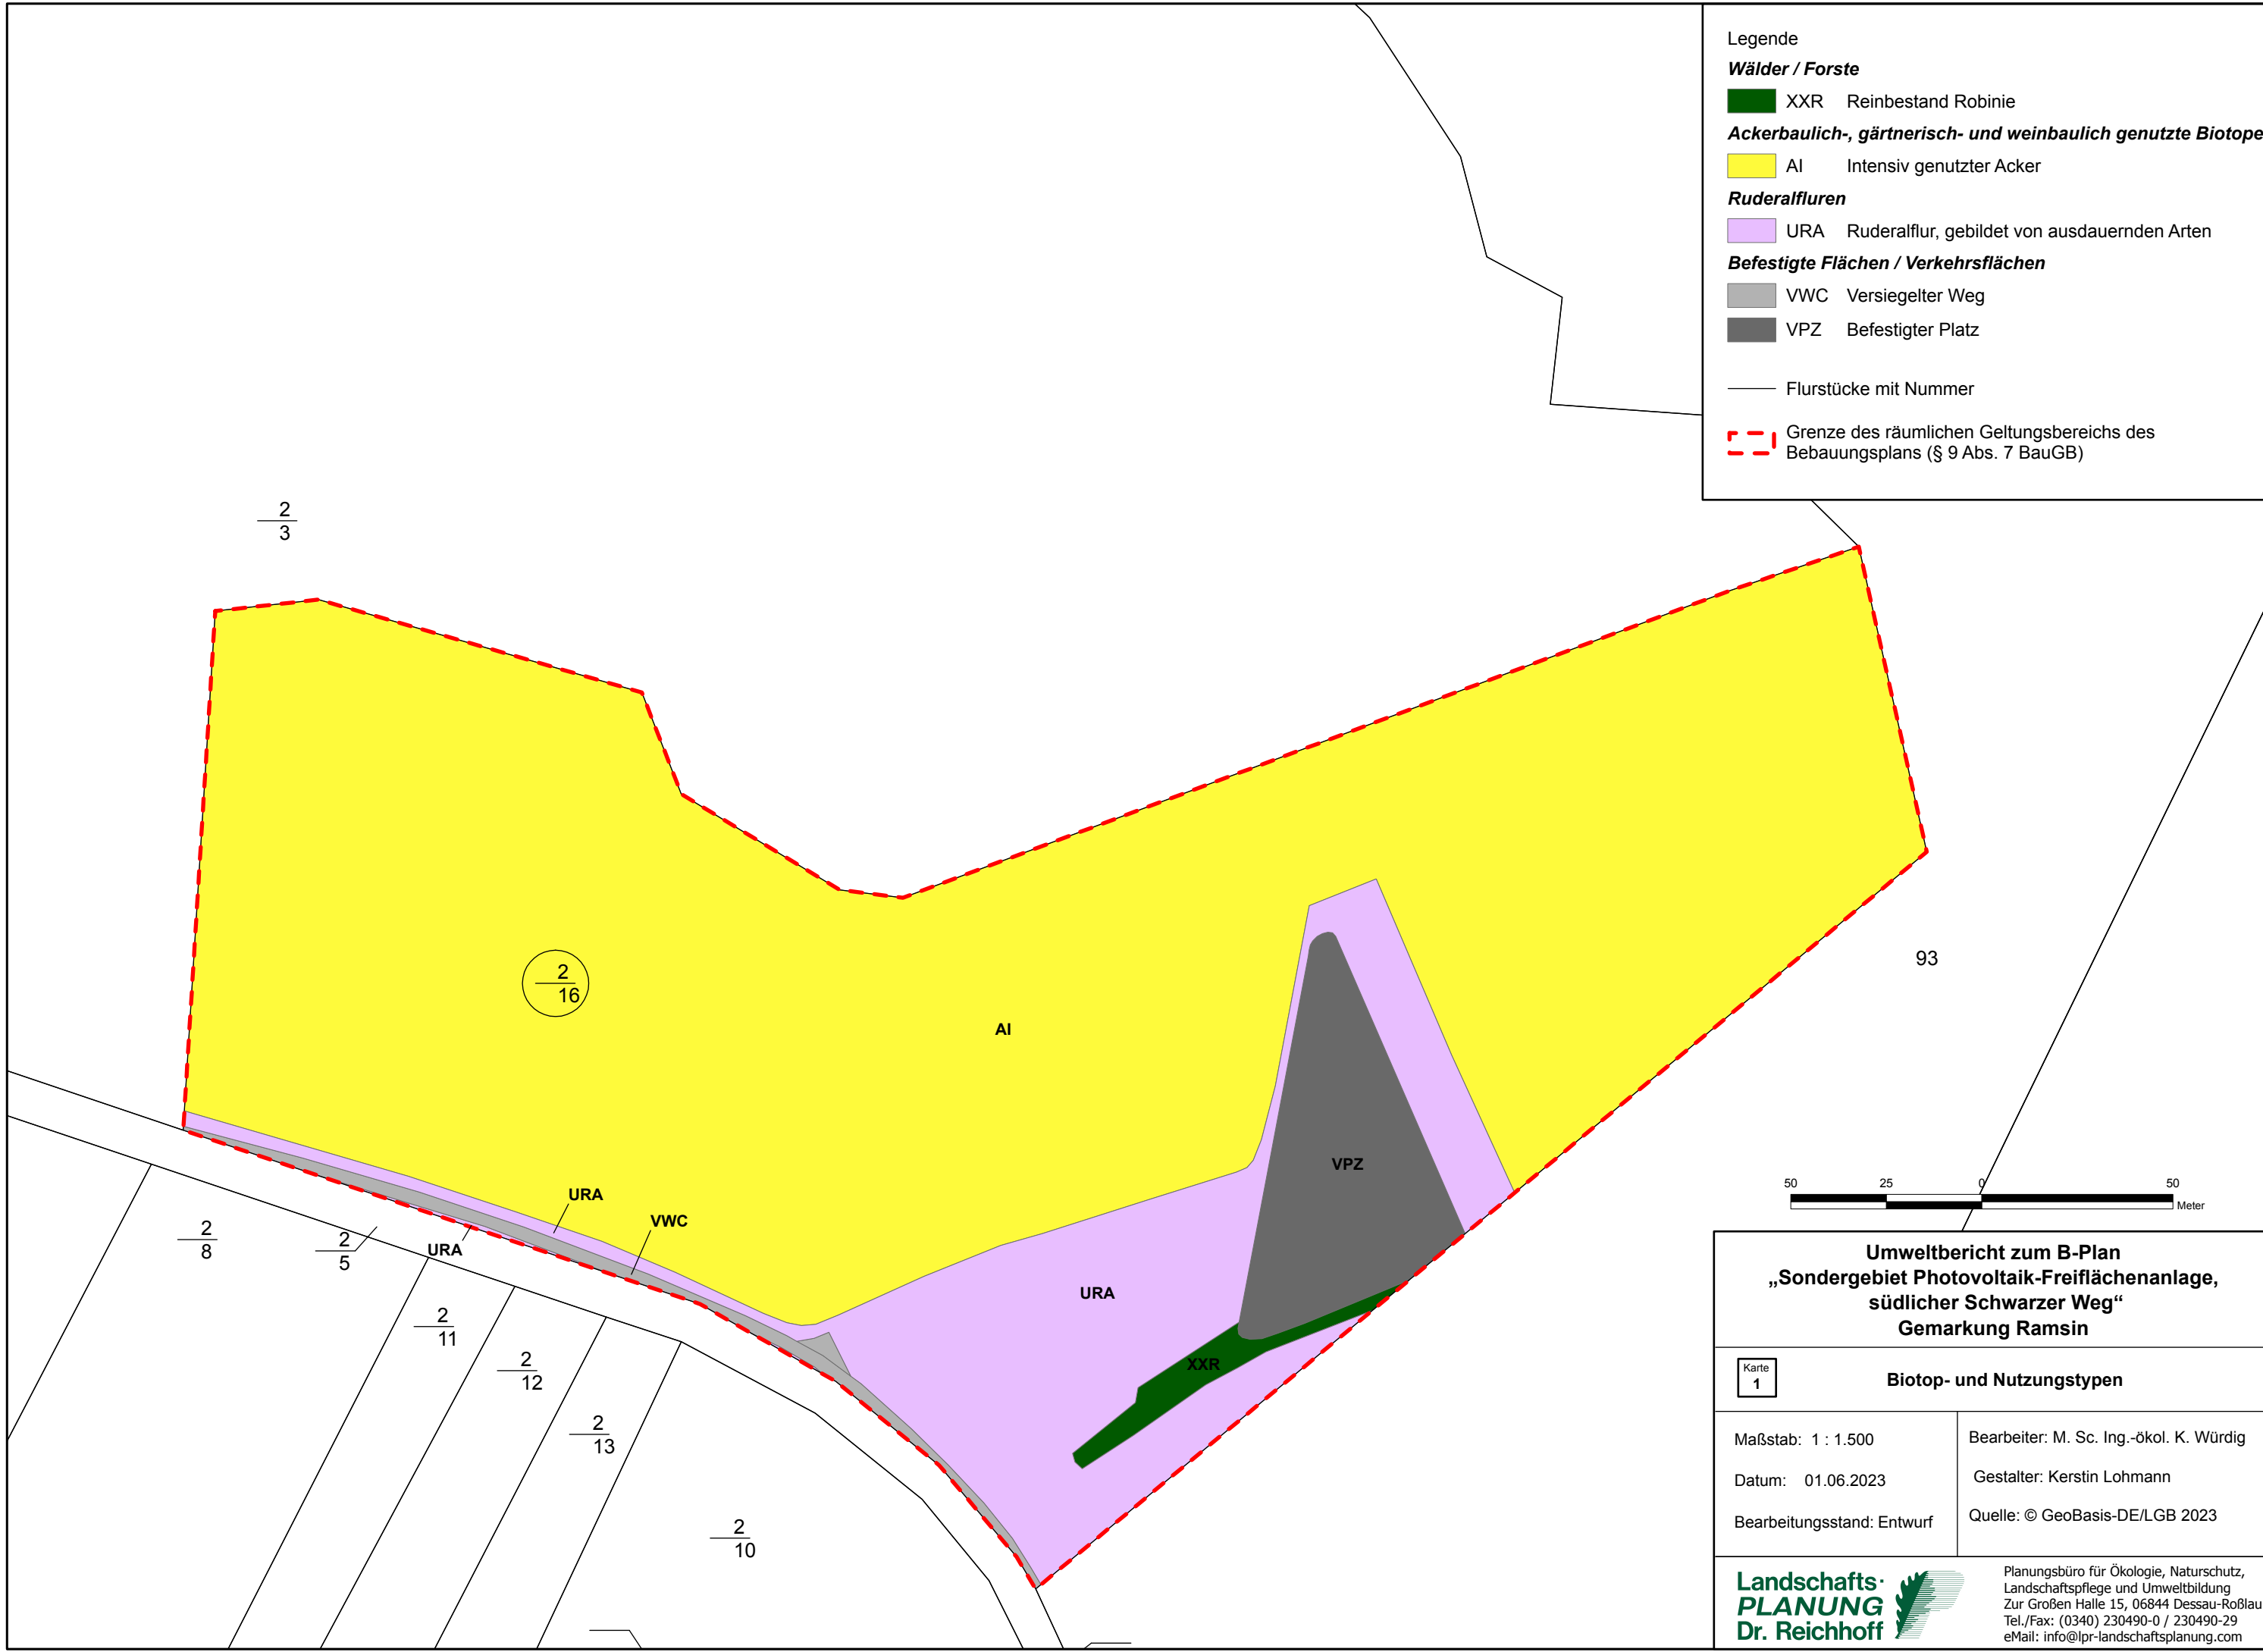 Legende
Wälder / Forste
XXR Reinbestand Robinie
Ackerbaulich-, gärtnerisch- und weinbaulich genutzte Biotope
AI Intensiv genutzter Acker
Ruderalfluren
URA Ruderalflur, gebildet von ausdauernden Arten
Befestigte Flächen / Verkehrsflächen
VWC Versiegelter Weg
VPZ Befestigter Platz
Flurstücke mit Nummer
Grenze des räumlichen Geltungsbereichs des
Bebauungsplans (§ 9 Abs. 7 BauGB)
2
3
93
2
16
AI
VPZ
URA
VWC
URA
URA
XXR
2
8
2
5
2
11
2
12
2
13
2
10
50 25 0 50
Meter
Umweltbericht zum B-Plan
„Sondergebiet Photovoltaik-Freiflächenanlage,
südlicher Schwarzer Weg“
Gemarkung Ramsin
Karte
1
Biotop- und Nutzungstypen
Maßstab: 1 : 1.500
Datum: 01.06.2023
Bearbeitungsstand: Entwurf
Bearbeiter: M. Sc. Ing.-ökol. K. Würdig
Gestalter: Kerstin Lohmann
Quelle: © GeoBasis-DE/LGB 2023
Landschafts-
PLANUNG
Dr. Reichhoff
Planungsbüro für Ökologie, Naturschutz,
Landschaftspflege und Umweltbildung
Zur Großen Halle 15, 06844 Dessau-Roßlau
Tel./Fax: (0340) 230490-0 / 230490-29
eMail: info@lpr-landschaftsplanung.com